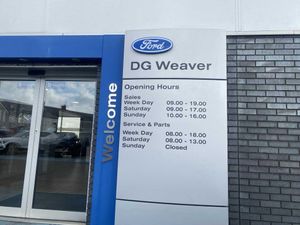 Ford
DG Weaver
Welcome
Opening Hours
Sales
Week Day 09.00 - 19.00
Saturday 09.00 - 17.00
Sunday 10.00 - 16.00
Service & Parts
Week Day 08.00 - 18.00
Saturday 08.00 - 13.00
Sunday Closed